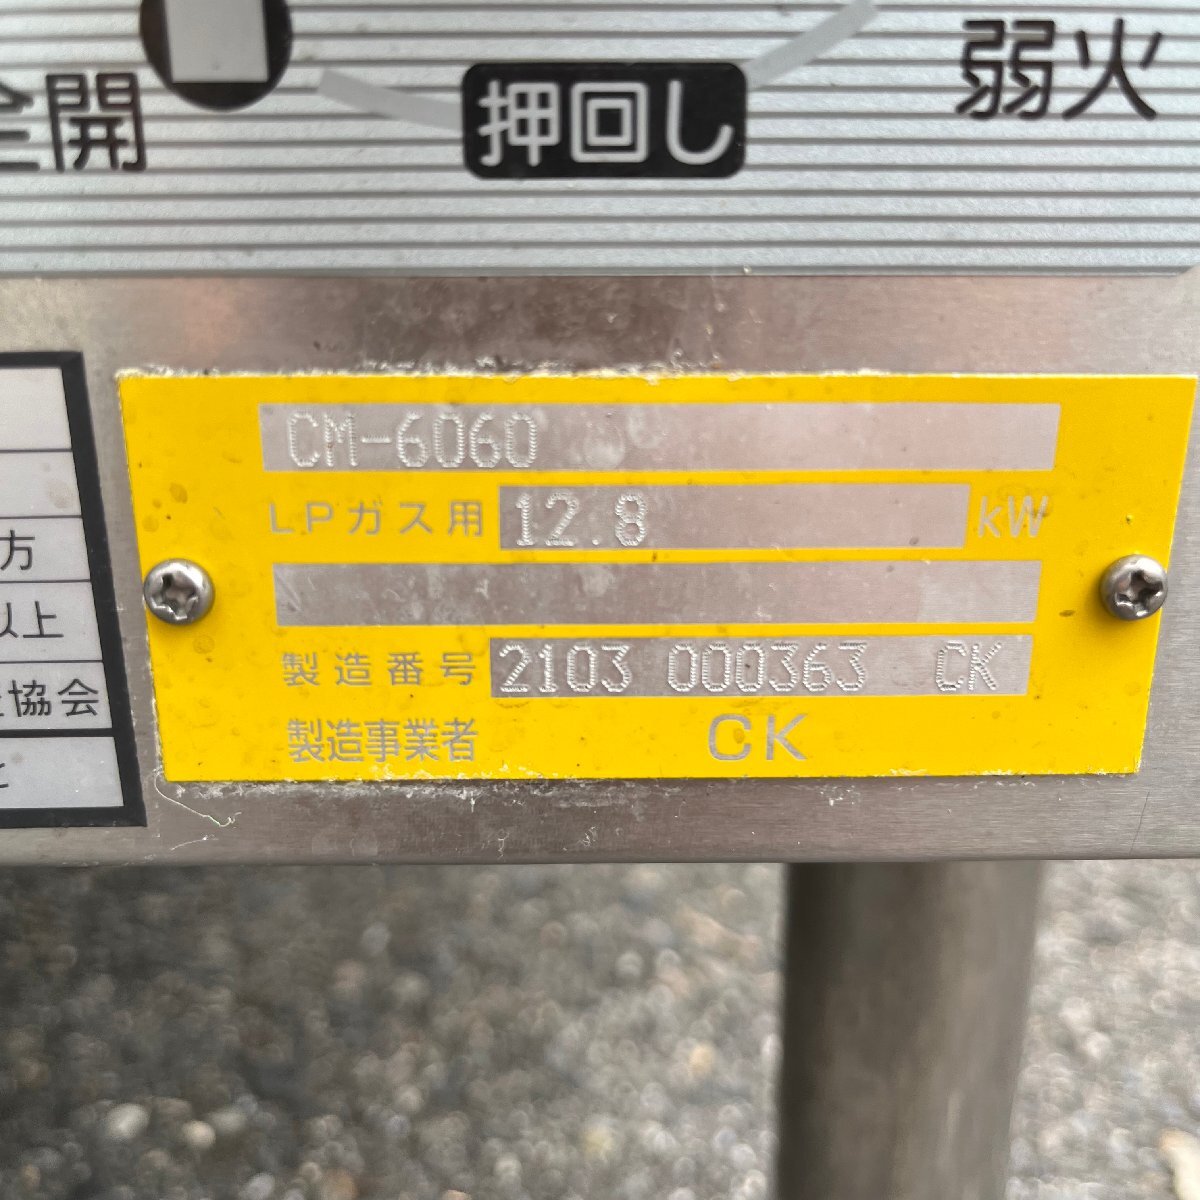 全開
押回し
弱火
CM-6060
LPガス用 12.8 kW
製造番号 2103 000363 CK
製造事業者 CK
方
以上
協会